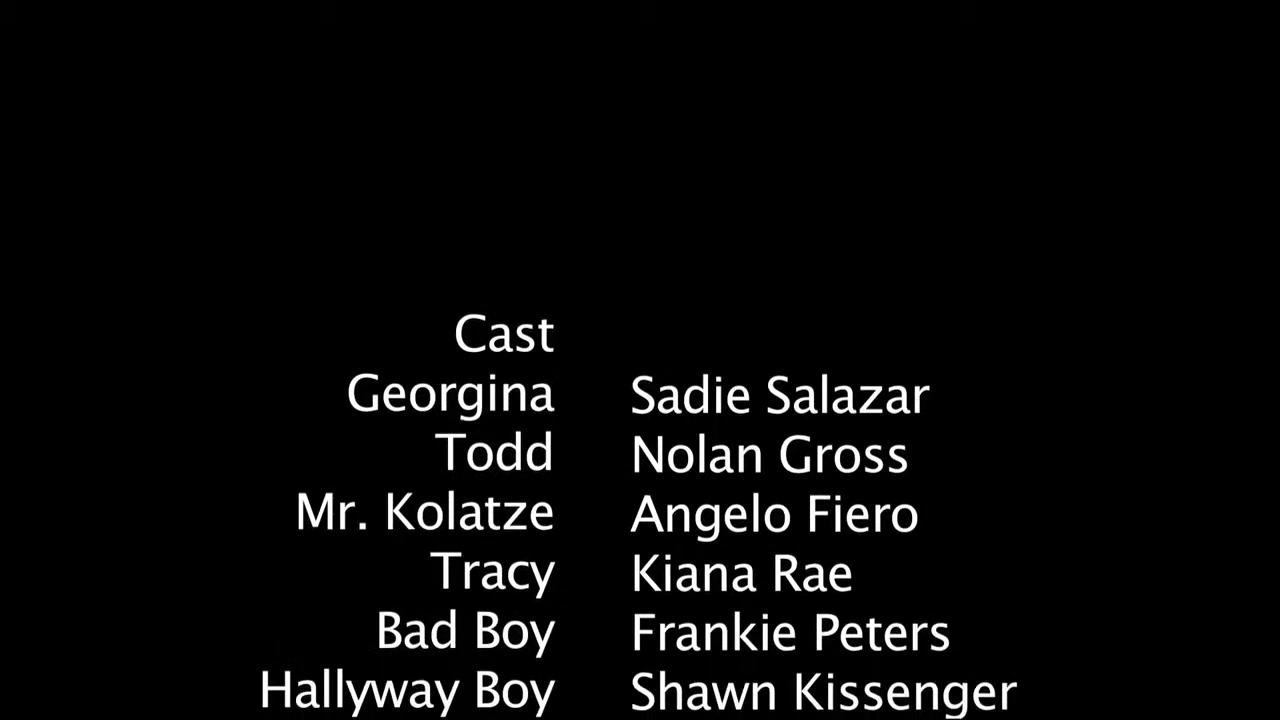 Cast
Georgina Sadie Salazar
Todd Nolan Gross
Mr. Kolatze Angelo Fiero
Tracy Kiana Rae
Bad Boy Frankie Peters
Hallyway Boy Shawn Kissenger